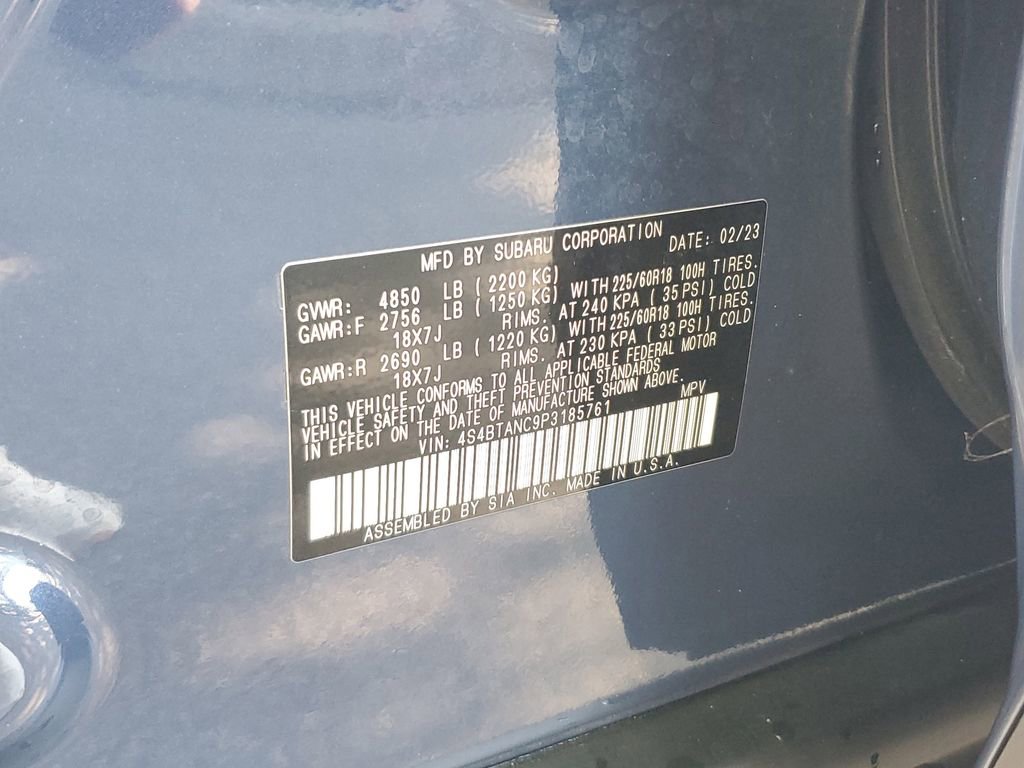 MFD BY SUBARU CORPORATION DATE: 02/23
GVWR: 4850 LB ( 2200 KG)
GAWR:F 2756 LB ( 1250 KG) WITH 225/60R18 100H TIRES.
18X7J RIMS. AT 240 KPA ( 35 PSI) COLD
GAWR:R 2690 LB ( 1220 KG) WITH 225/60R18 100H TIRES.
18X7J RIMS. AT 230 KPA ( 33 PSI) COLD
THIS VEHICLE CONFORMS TO ALL APPLICABLE FEDERAL MOTOR
VEHICLE SAFETY AND THEFT PREVENTION STANDARDS
IN EFFECT ON THE DATE OF MANUFACTURE SHOWN ABOVE
VIN: 4S4BTANC9P3185761 MPV
ASSEMBLED BY SIA INC. MADE IN U.S.A.